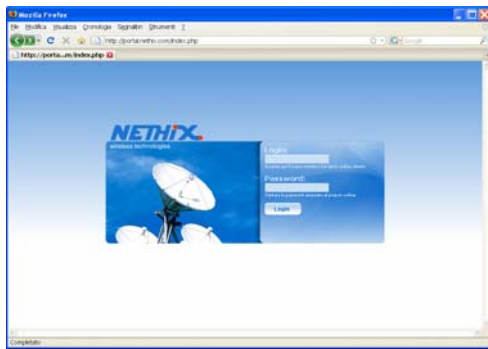 Mozilla Firefox
File Modifica Visualizza Cronologia Segnalibri Strumenti ?
http://portal.nethix.com/index.php
Google
http://porta...m/index.php
NETHIX
wireless technologies
Login:
Password:
Login
Completato